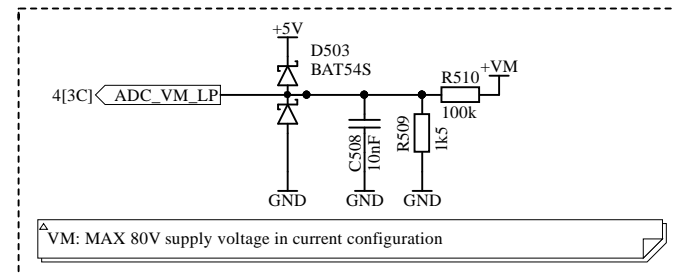 +5V
D503
BAT54S
+VM
R510
4[3C]
ADC_VM_LP
100k
C508
10nF
R509
1k5
GND
GND
GND
VM: MAX 80V supply voltage in current configuration